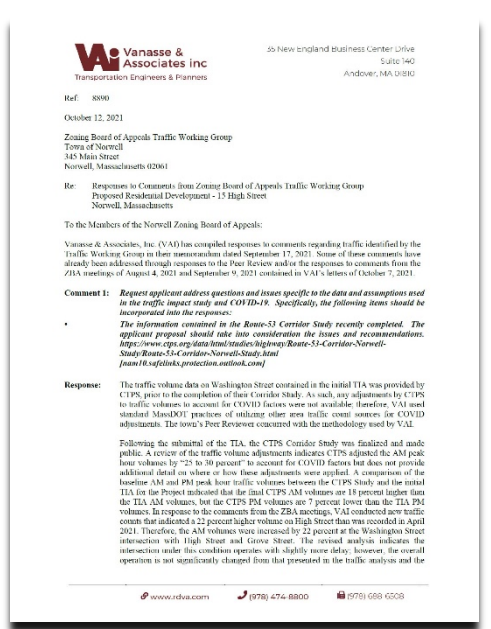 VAI Vanasse &
Associates inc
Transportation Engineers & Planners
35 New England Business Center Drive
Suite 140
Andover, MA 01810
Ref: 8890
October 12, 2021
Zoning Board of Appeals Traffic Working Group
Town of Norwell
345 Main Street
Norwell, Massachusetts 02061
Re: Responses to Comments from Zoning Board of Appeals Traffic Working Group
Proposed Residential Development - 15 High Street
Norwell, Massachusetts
To the Members of the Norwell Zoning Board of Appeals:
Vanasse & Associates, Inc. (VAI) has compiled responses to comments regarding traffic identified by the
Traffic Working Group in their memorandum dated September 17, 2021. Some of these comments have
already been addressed through responses to the Peer Review and/or the responses to comments from the
ZBA meetings of August 4, 2021 and September 9, 2021 contained in VAI's letters of October 7, 2021.
Comment 1: Request applicant address questions and issues specific to the data and assumptions used
in the traffic impact study and COVID-19. Specifically, the following items should be
incorporated into the responses:
• The information contained in the Route-53 Corridor Study recently completed. The
applicant proposal should take into consideration the issues and recommendations.
https://www.ctps.org/data/html/studies/highway/Route-53-Corridor-Norwell-
Study/Route-53-Corridor-Norwell-Study.html
[nam10.safelinks.protection.outlook.com]
Response: The traffic volume data on Washington Street contained in the initial TIA was provided by
CTPS, prior to the completion of their Corridor Study. As such, any adjustments by CTPS
to traffic volumes to account for COVID factors were not available; therefore, VAI used
standard MassDOT practices of utilizing other area traffic count sources for COVID
adjustments. The town's Peer Reviewer concurred with the methodology used by VAI.
Following the submittal of the TIA, the CTPS Corridor Study was finalized and made
public. A review of the traffic volume adjustments indicates CTPS adjusted the AM peak
hour volumes by "25 to 30 percent" to account for COVID factors but does not provide
additional detail on where or how these adjustments were applied. A comparison of the
baseline AM and PM peak hour traffic volumes between the CTPS Study and the initial
TIA for the Project indicated that the final CTPS AM volumes are 18 percent higher than
the TIA AM volumes, but the CTPS PM volumes are 7 percent lower than the TIA PM
volumes. In response to the comments from the ZBA meetings, VAI conducted new traffic
counts that indicated a 22 percent higher volume on High Street than was recorded in April
2021. Therefore, the AM volumes were increased by 22 percent at the Washington Street
intersection with High Street and Grove Street. The revised analysis indicates the
intersection under this condition operates with slightly more delay; however, the overall
operation is not significantly changed from that presented in the traffic analysis and the
www.rdva.com
(978) 474-8800
(978) 688-6508